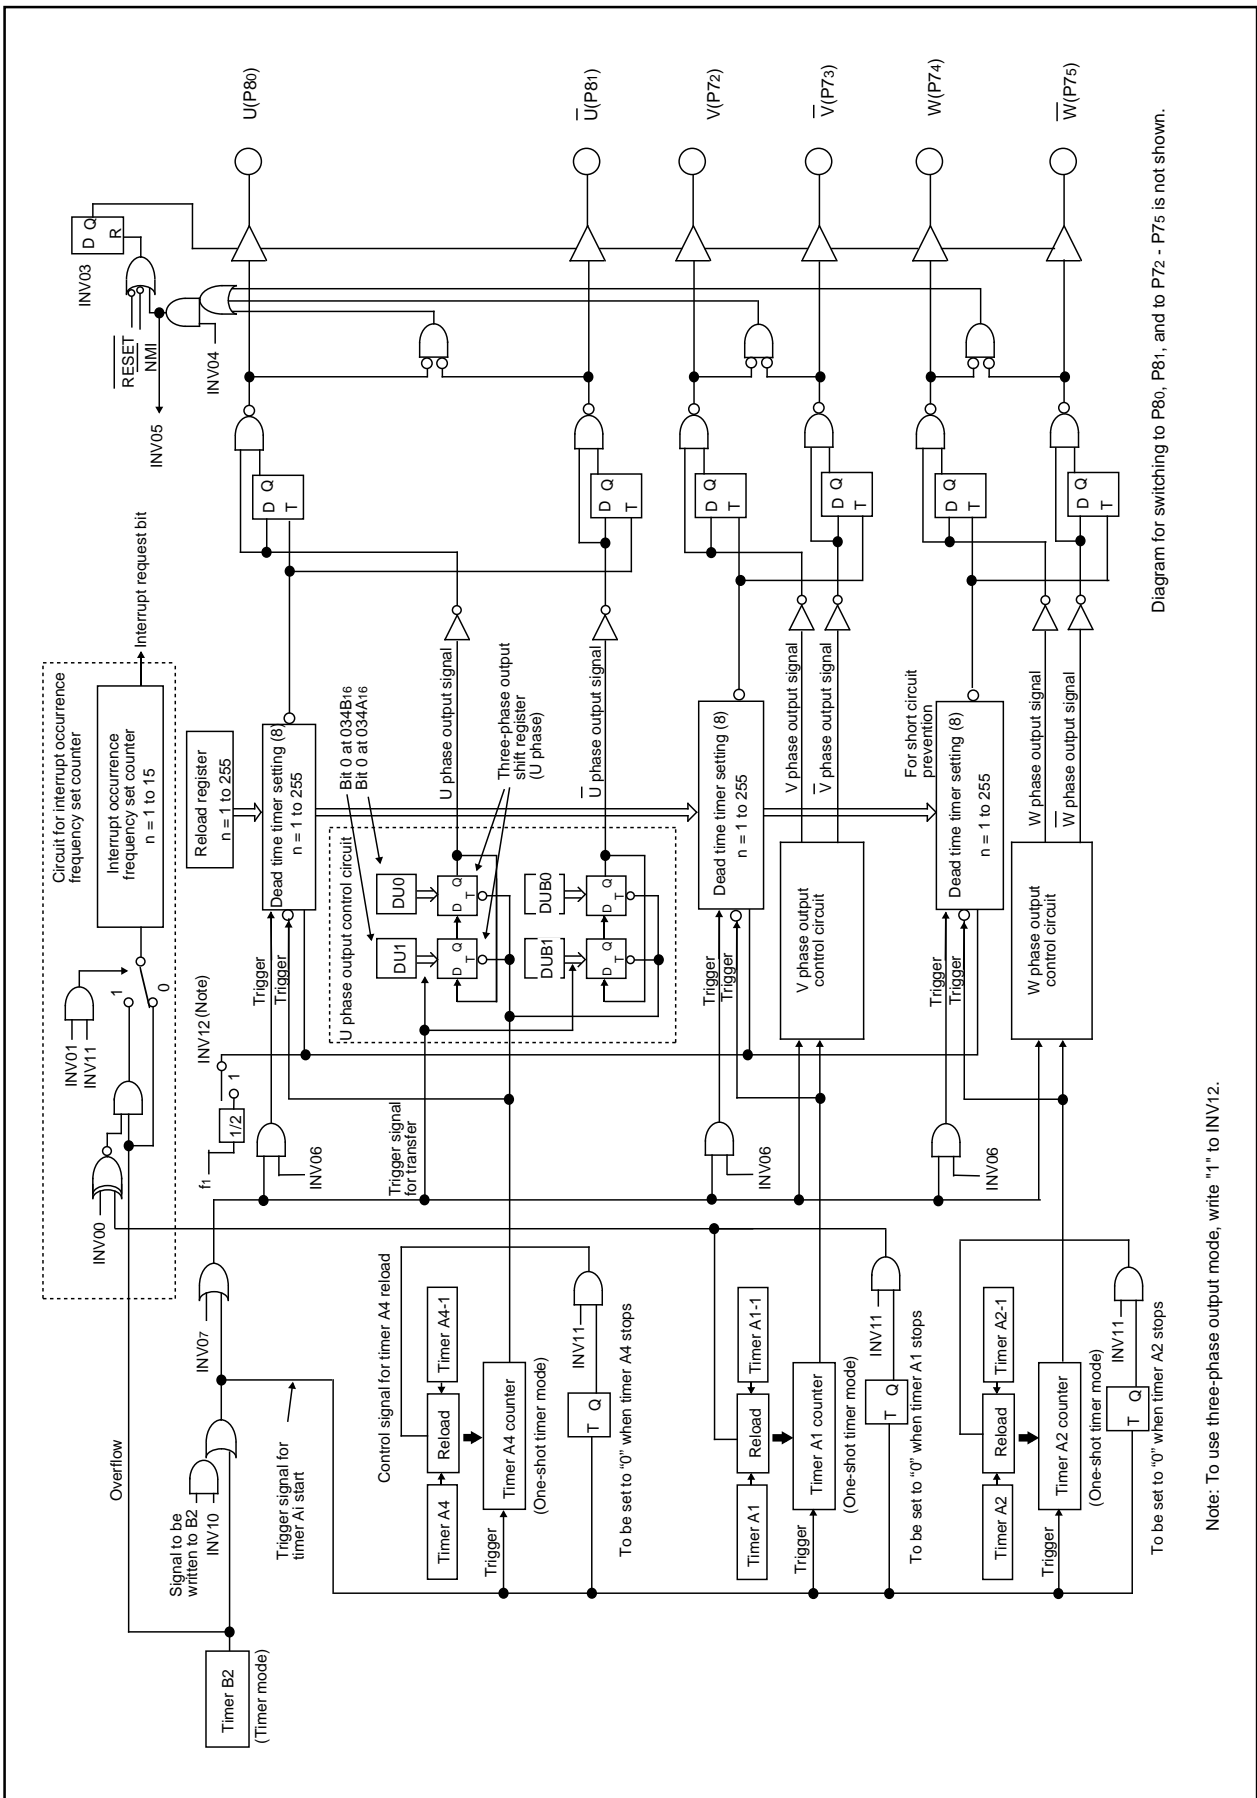 Timer B2
(Timer mode)
Overflow
Signal to be
written to B2
INV10
Trigger signal for
timer Ai start
INV07
INV00
INV01
INV11
1
0
Circuit for interrupt occurrence
frequency set counter
Interrupt occurrence
frequency set counter
n = 1 to 15
Interrupt request bit
f1
1/2
1
INV12 (Note)
Reload register
n = 1 to 255
INV06
Trigger
Trigger
Dead time timer setting (8)
n = 1 to 255
Trigger signal
for transfer
U phase output control circuit
Bit 0 at 034B16
Bit 0 at 034A16
DU1
DU0
D Q
T
D Q
T
DUB1
DUB0
D Q
T
D Q
T
Three-phase output
shift register
(U phase)
U phase output signal
U̅ phase output signal
Control signal for timer A4 reload
Timer A4
Reload
Timer A4-1
Trigger
Timer A4 counter
(One-shot timer mode)
INV11
T Q
To be set to “0” when timer A4 stops
Timer A1
Reload
Timer A1-1
Trigger
Timer A1 counter
(One-shot timer mode)
INV11
T Q
To be set to “0” when timer A1 stops
INV06
Trigger
Trigger
Dead time timer setting (8)
n = 1 to 255
V phase output
control circuit
V phase output signal
V̅ phase output signal
Timer A2
Reload
Timer A2-1
Trigger
Timer A2 counter
(One-shot timer mode)
INV11
T Q
To be set to “0” when timer A2 stops
INV06
Trigger
Trigger
For short circuit
prevention
Dead time timer setting (8)
n = 1 to 255
W phase output
control circuit
W phase output signal
W̅ phase output signal
D Q
T
D Q
T
D Q
T
D Q
T
D Q
T
D Q
T
INV05
R̅E̅S̅E̅T̅
N̅M̅I̅
INV04
INV03
D Q
R
U(P80)
U̅(P81)
V(P72)
V̅(P73)
W(P74)
W̅(P75)
Diagram for switching to P80, P81, and to P72 - P75 is not shown.
Note: To use three-phase output mode, write "1" to INV12.